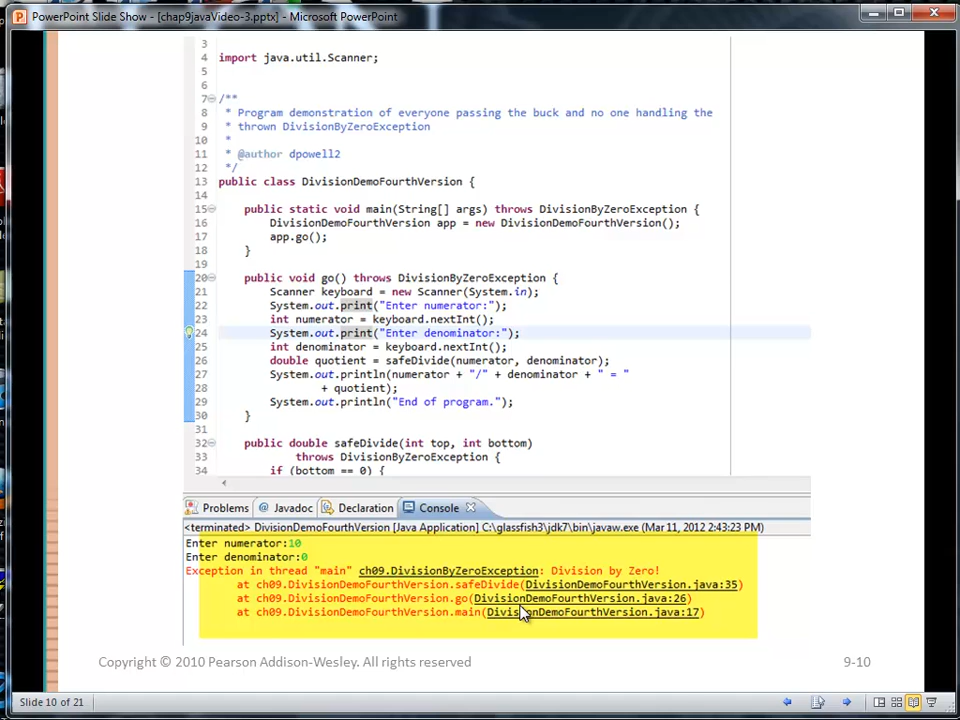 PowerPoint Slide Show - [chap9javaVideo-3.pptx] - Microsoft PowerPoint
3
4 import java.util.Scanner;
5
6
7 /**
8 * Program demonstration of everyone passing the buck and no one handling the
9 * thrown DivisionByZeroException
10 *
11 * @author dpowell2
12 */
13 public class DivisionDemoFourthVersion {
14
15 public static void main(String[] args) throws DivisionByZeroException {
16 DivisionDemoFourthVersion app = new DivisionDemoFourthVersion();
17 app.go();
18 }
19
20 public void go() throws DivisionByZeroException {
21 Scanner keyboard = new Scanner(System.in);
22 System.out.print("Enter numerator:");
23 int numerator = keyboard.nextInt();
24 System.out.print("Enter denominator:");
25 int denominator = keyboard.nextInt();
26 double quotient = safeDivide(numerator, denominator);
27 System.out.println(numerator + "/" + denominator + " = "
28 + quotient);
29 System.out.println("End of program.");
30 }
31
32 public double safeDivide(int top, int bottom)
33 throws DivisionByZeroException {
34 if (bottom == 0) {
Problems @ Javadoc Declaration Console
<terminated> DivisionDemoFourthVersion [Java Application] C:\glassfish3\jdk7\bin\javaw.exe (Mar 11, 2012 2:43:23 PM)
Enter numerator:10
Enter denominator:0
Exception in thread "main" ch09.DivisionByZeroException: Division by Zero!
at ch09.DivisionDemoFourthVersion.safeDivide(DivisionDemoFourthVersion.java:35)
at ch09.DivisionDemoFourthVersion.go(DivisionDemoFourthVersion.java:26)
at ch09.DivisionDemoFourthVersion.main(DivisionDemoFourthVersion.java:17)
Copyright © 2010 Pearson Addison-Wesley. All rights reserved 9-10
Slide 10 of 21